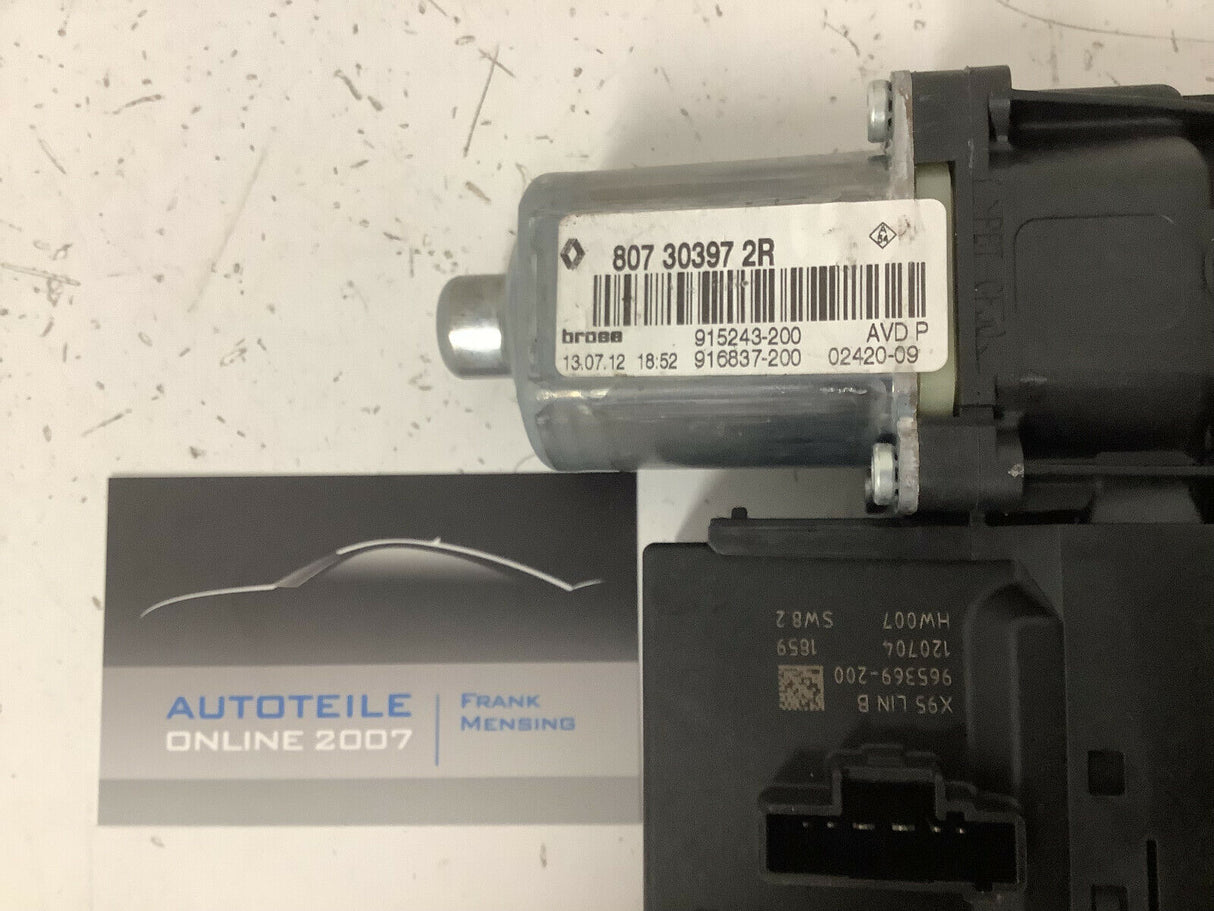 807 30397 2R
A
84
brose 915243-200 AVD P
13.07.12 18:52 916837-200 02420-09
X95 LIN B
965369-200
120704 1859
HW007 SW8.2
AUTOTEILE
ONLINE 2007
FRANK
MENSING